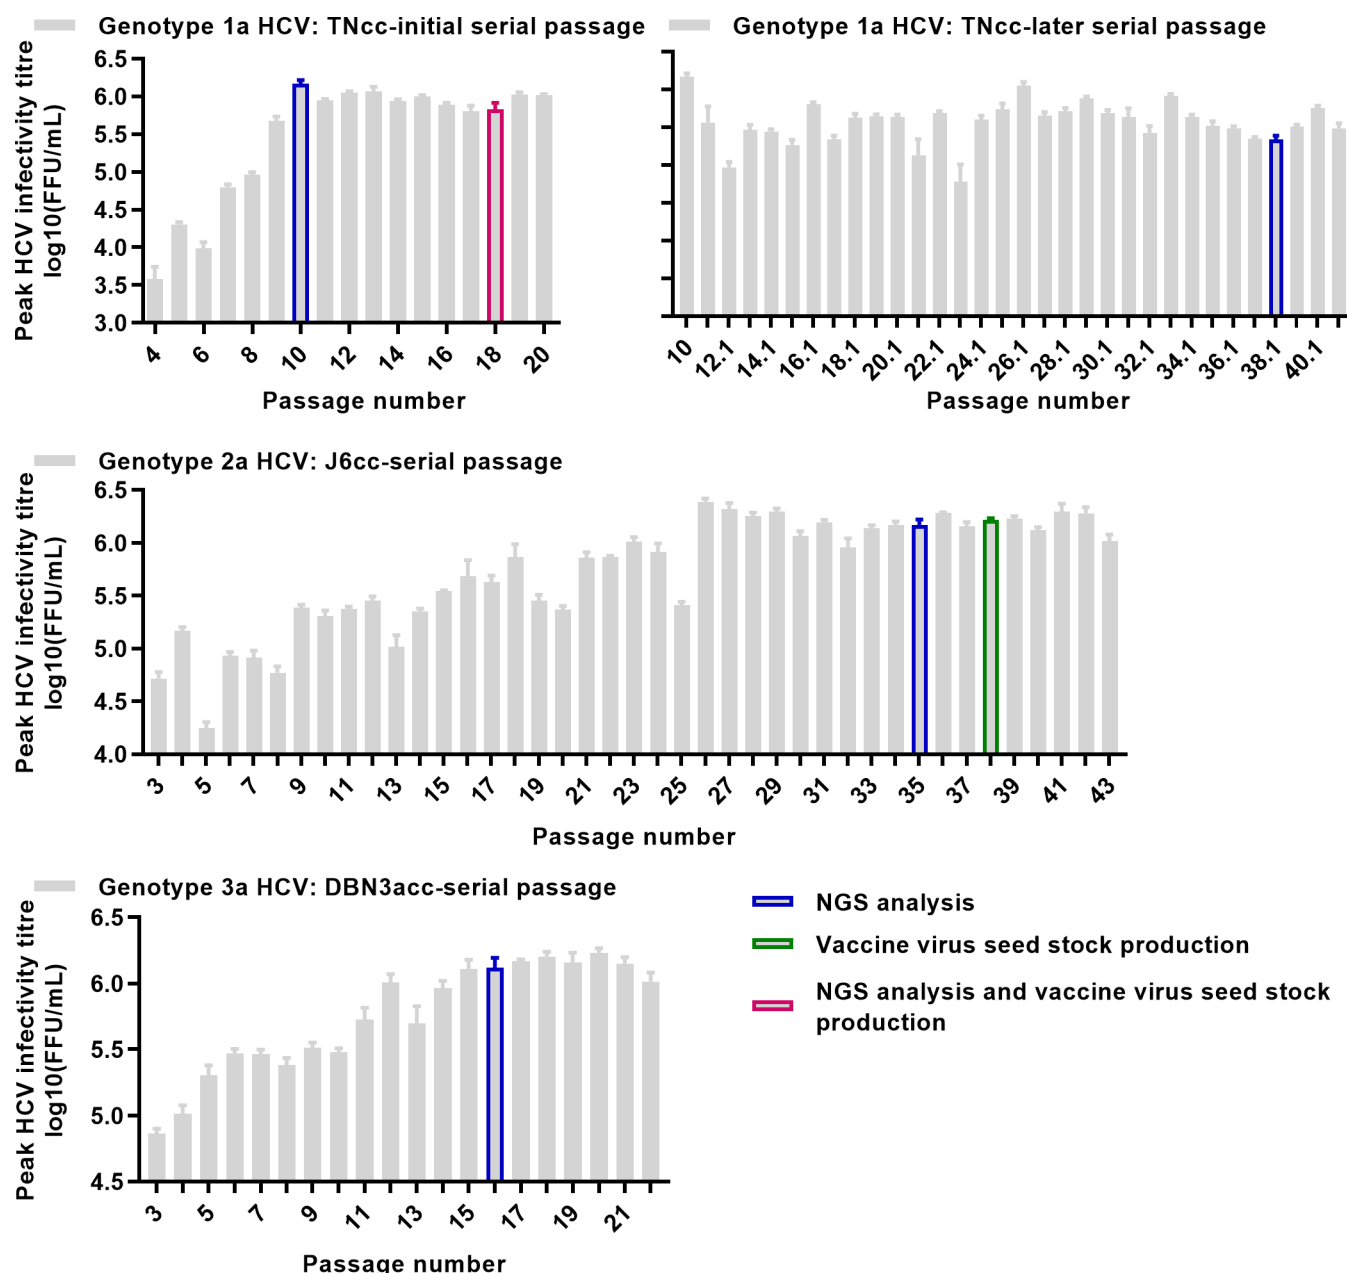 Genotype 1a HCV: TNcc-initial serial passage
Peak HCV infectivity titre
log10(FFU/mL)
6.5
6.0
5.5
5.0
4.5
4.0
3.5
3.0
4 6 8 10 12 14 16 18 20
Passage number
Genotype 1a HCV: TNcc-later serial passage
10 12.1 14.1 16.1 18.1 20.1 22.1 24.1 26.1 28.1 30.1 32.1 34.1 36.1 38.1 40.1
Passage number
Genotype 2a HCV: J6cc-serial passage
Peak HCV infectivity titre
log10(FFU/mL)
6.5
6.0
5.5
5.0
4.5
4.0
3 5 7 9 11 13 15 17 19 21 23 25 27 29 31 33 35 37 39 41 43
Passage number
Genotype 3a HCV: DBN3acc-serial passage
Peak HCV infectivity titre
log10(FFU/mL)
6.5
6.0
5.5
5.0
4.5
3 5 7 9 11 13 15 17 19 21
Passage number
NGS analysis
Vaccine virus seed stock production
NGS analysis and vaccine virus seed stock
production